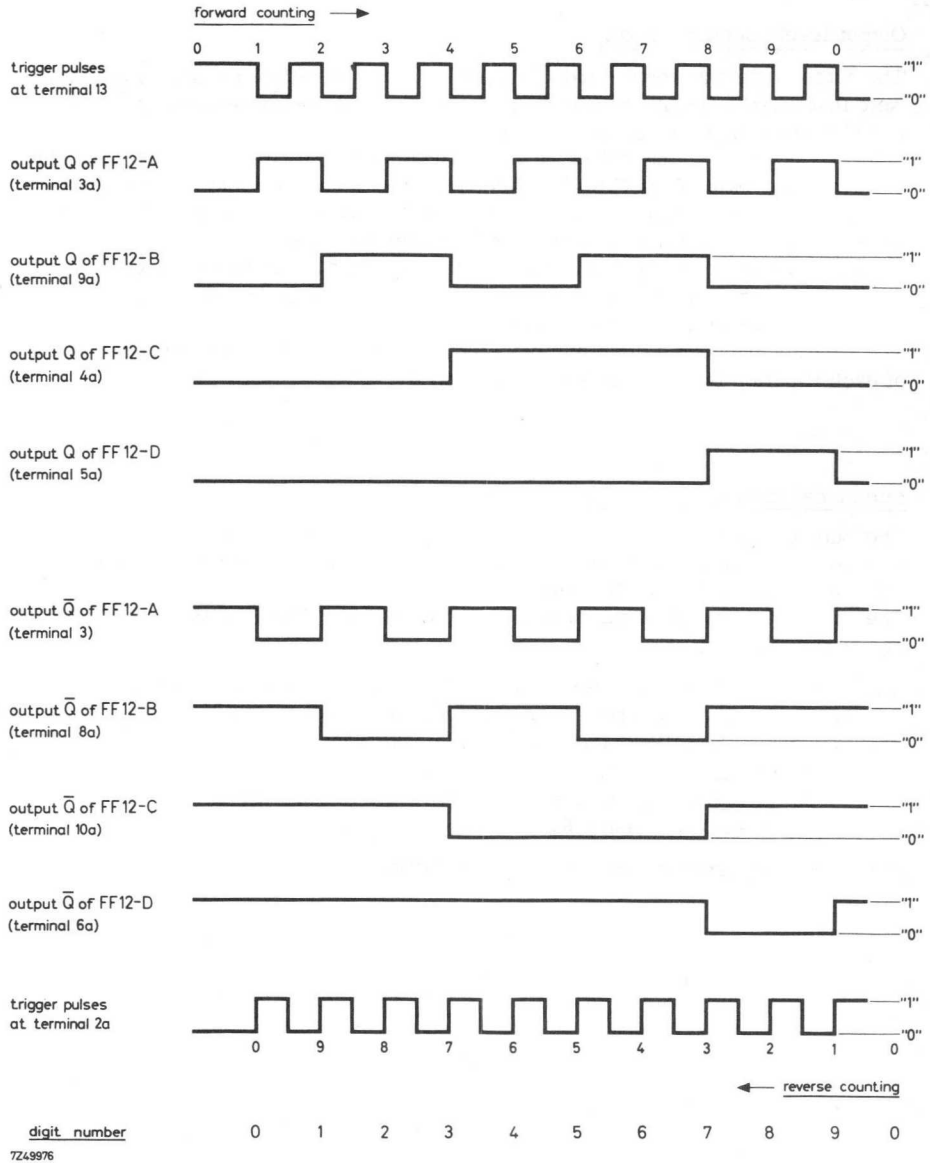 forward counting →
0 1 2 3 4 5 6 7 8 9 0
trigger pulses
at terminal 13
"1"
"0"
output Q of FF12-A
(terminal 3a)
"1"
"0"
output Q of FF12-B
(terminal 9a)
"1"
"0"
output Q of FF12-C
(terminal 4a)
"1"
"0"
output Q of FF12-D
(terminal 5a)
"1"
"0"
output Q̅ of FF12-A
(terminal 3)
"1"
"0"
output Q̅ of FF12-B
(terminal 8a)
"1"
"0"
output Q̅ of FF12-C
(terminal 10a)
"1"
"0"
output Q̅ of FF12-D
(terminal 6a)
"1"
"0"
trigger pulses
at terminal 2a
"1"
"0"
0 9 8 7 6 5 4 3 2 1 0
← reverse counting
digit number 0 1 2 3 4 5 6 7 8 9 0
7Z49976